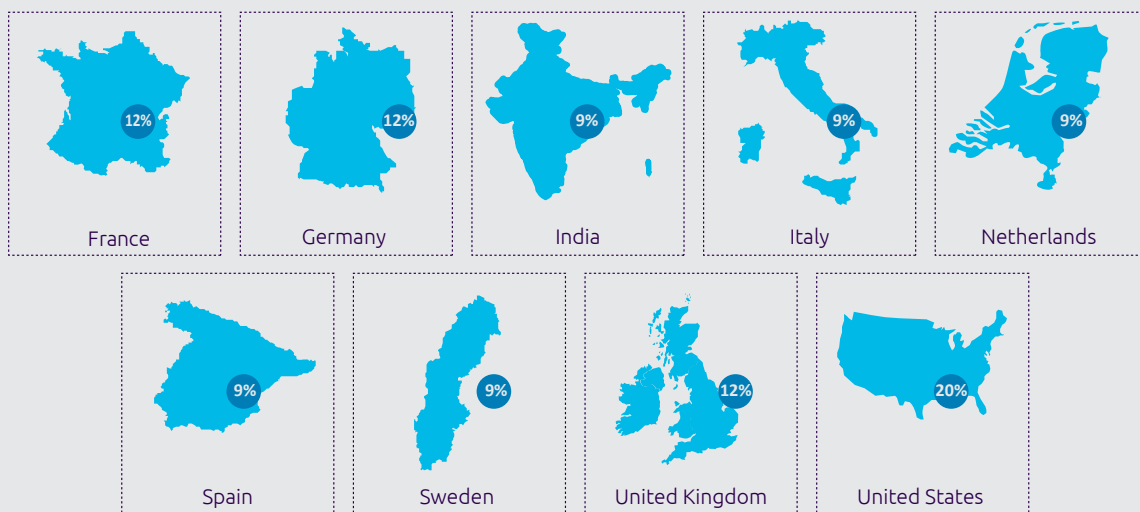 12%
12%
9%
9%
9%
France
Germany
India
Italy
Netherlands
9%
9%
12%
20%
Spain
Sweden
United Kingdom
United States